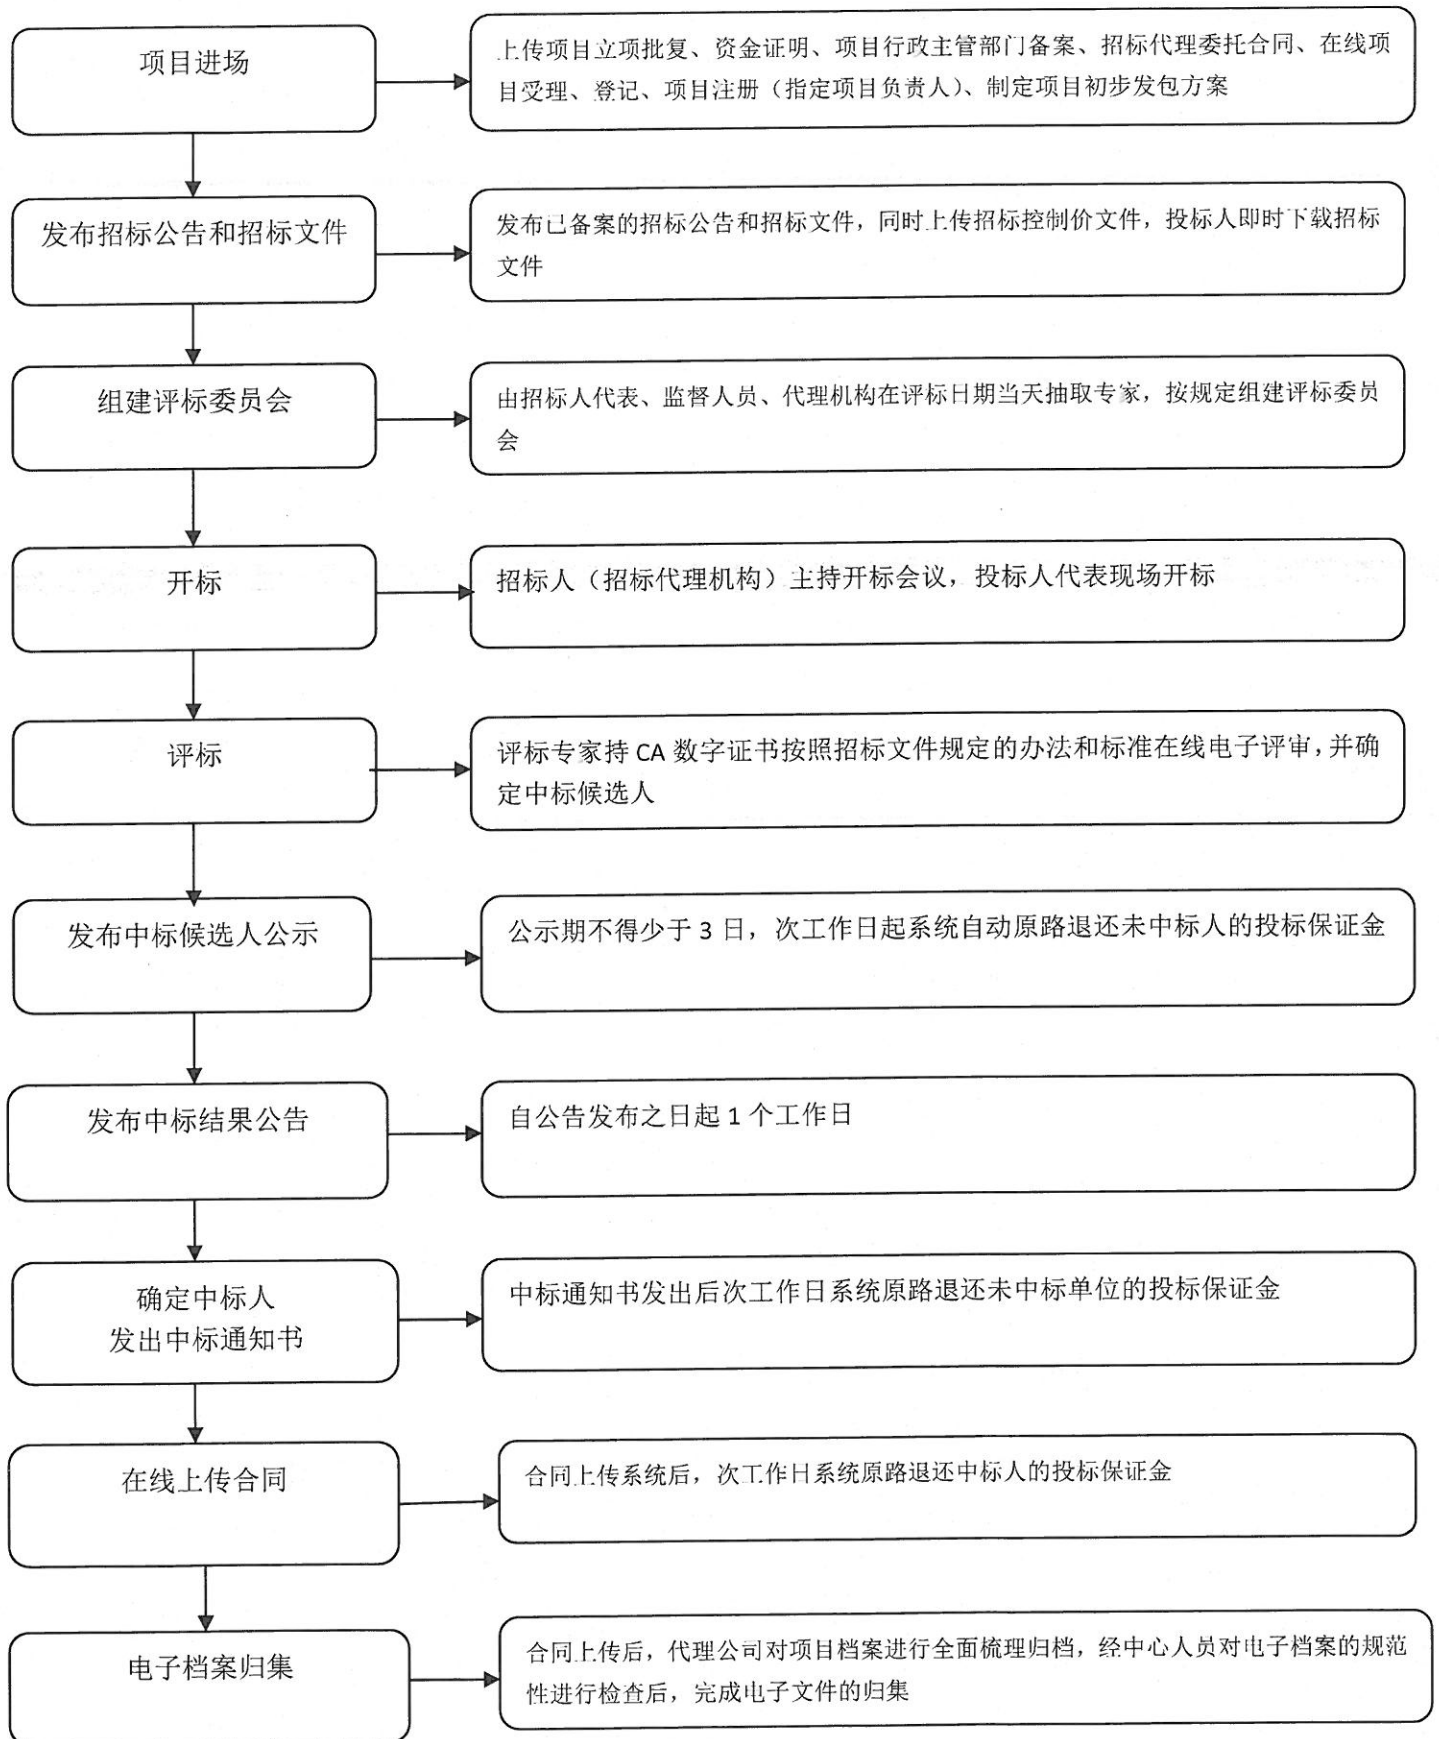 项目进场
上传项目立项批复、资金证明、项目行政主管部门备案、招标代理委托合同、在线项
目受理、登记、项目注册（指定项目负责人）、制定项目初步发包方案
发布招标公告和招标文件
发布已备案的招标公告和招标文件，同时上传招标控制价文件，投标人即时下载招标
文件
组建评标委员会
由招标人代表、监督人员、代理机构在评标日期当天抽取专家，按规定组建评标委员
会
开标
招标人（招标代理机构）主持开标会议，投标人代表现场开标
评标
评标专家持 CA 数字证书按照招标文件规定的办法和标准在线电子评审，并确
定中标候选人
发布中标候选人公示
公示期不得少于 3 日，次工作日起系统自动原路退还未中标人的投标保证金
发布中标结果公告
自公告发布之日起 1 个工作日
确定中标人
发出中标通知书
中标通知书发出后次工作日系统原路退还未中标单位的投标保证金
在线上传合同
合同上传系统后，次工作日系统原路退还中标人的投标保证金
电子档案归集
合同上传后，代理公司对项目档案进行全面梳理归档，经中心人员对电子档案的规范
性进行检查后，完成电子文件的归集